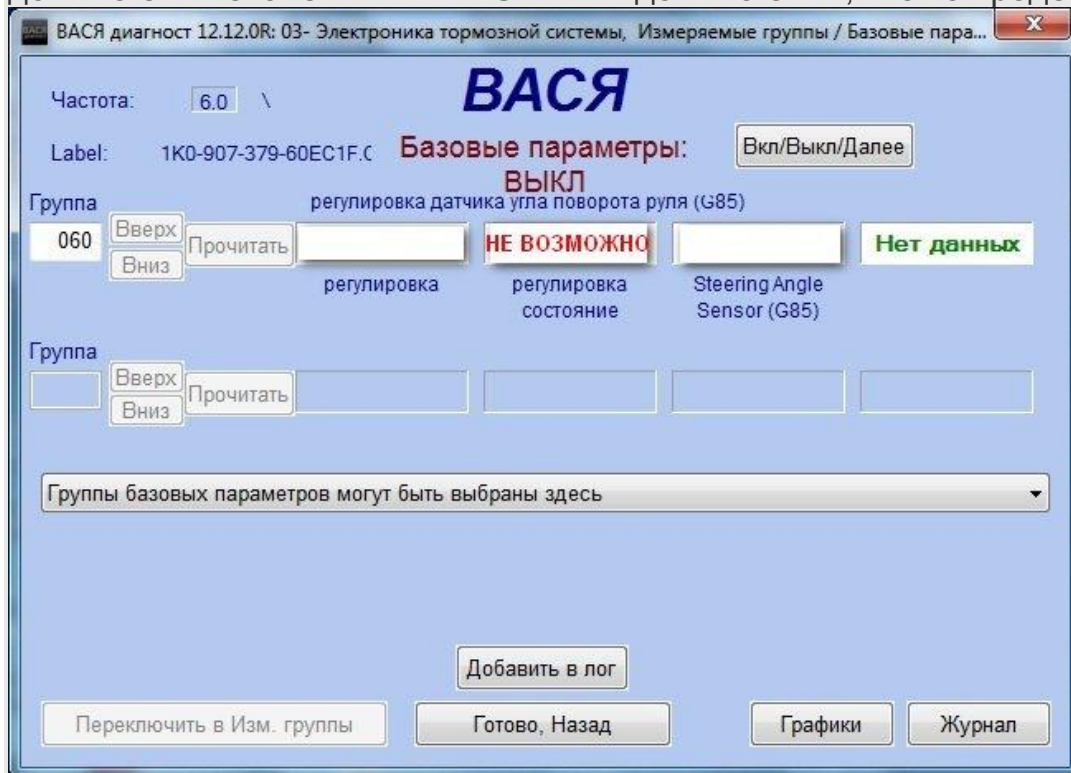 ВАСЯ диагност 12.12.0R: 03- Электроника тормозной системы, Измеряемые группы / Базовые пара...
Частота: 6.0 \
ВАСЯ
Label: 1K0-907-379-60EC1F.C
Базовые параметры:
ВЫКЛ
Вкл/Выкл/Далее
Группа
регулировка датчика угла поворота руля (G85)
060
Вверх
Вниз
Прочитать
НЕ ВОЗМОЖНО
Нет данных
регулировка
регулировка
состояние
Steering Angle
Sensor (G85)
Группа
Вверх
Вниз
Прочитать
Группы базовых параметров могут быть выбраны здесь
Добавить в лог
Переключить в Изм. группы
Готово, Назад
Графики
Журнал